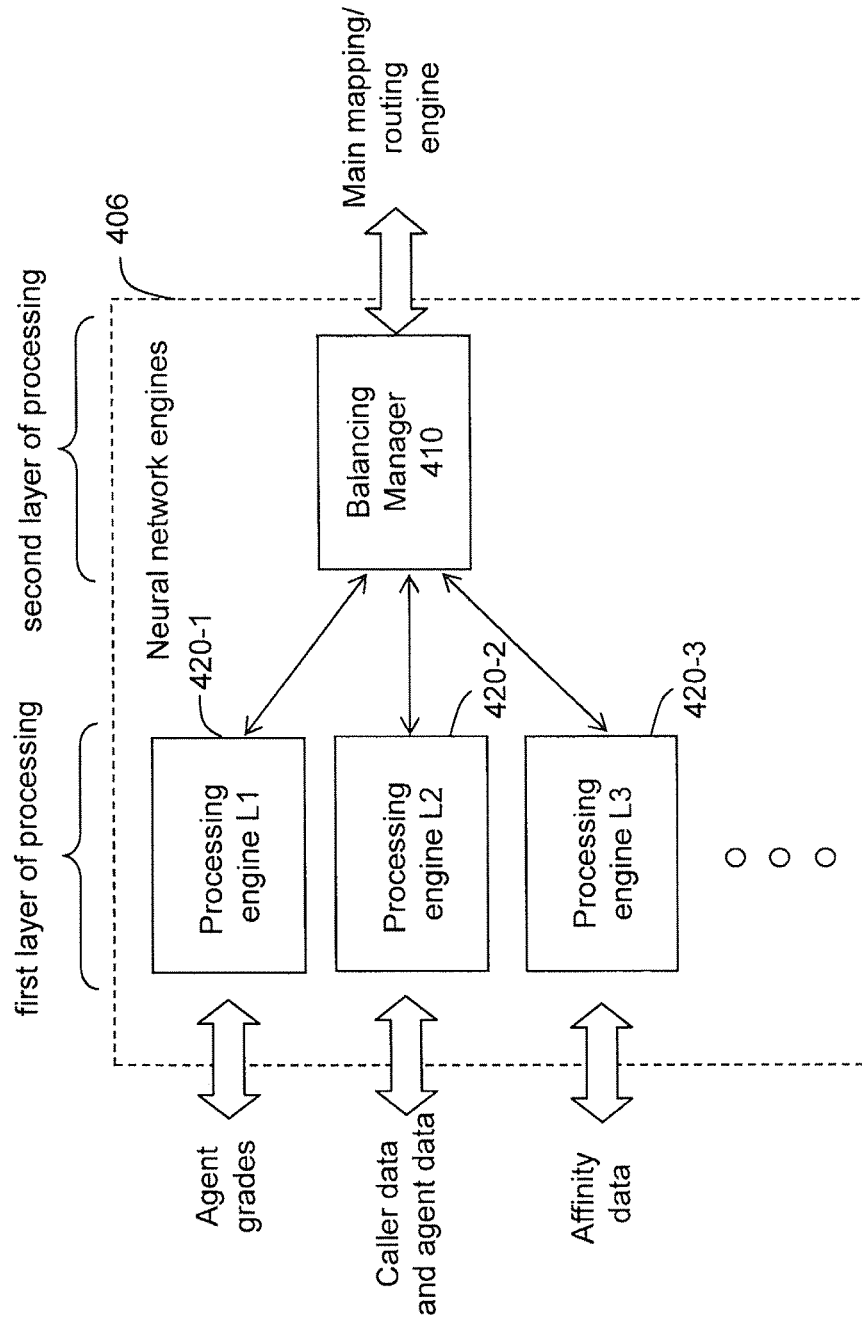 first layer of processing
second layer of processing
406
Neural network engines
Agent
grades
Processing
engine L1
420-1
Caller data
and agent data
Processing
engine L2
420-2
Balancing
Manager
410
Main mapping/
routing
engine
Affinity
data
Processing
engine L3
420-3